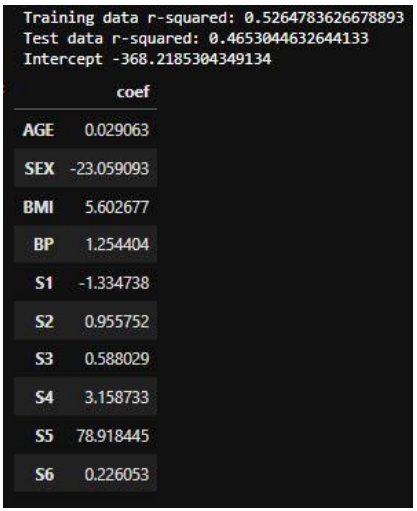 Training data r-squared: 0.5264783626678893
Test data r-squared: 0.4653044632644133
Intercept -368.2185304349134
coef
AGE 0.029063
SEX -23.059093
BMI 5.602677
BP 1.254404
S1 -1.334738
S2 0.955752
S3 0.588029
S4 3.158733
S5 78.918445
S6 0.226053